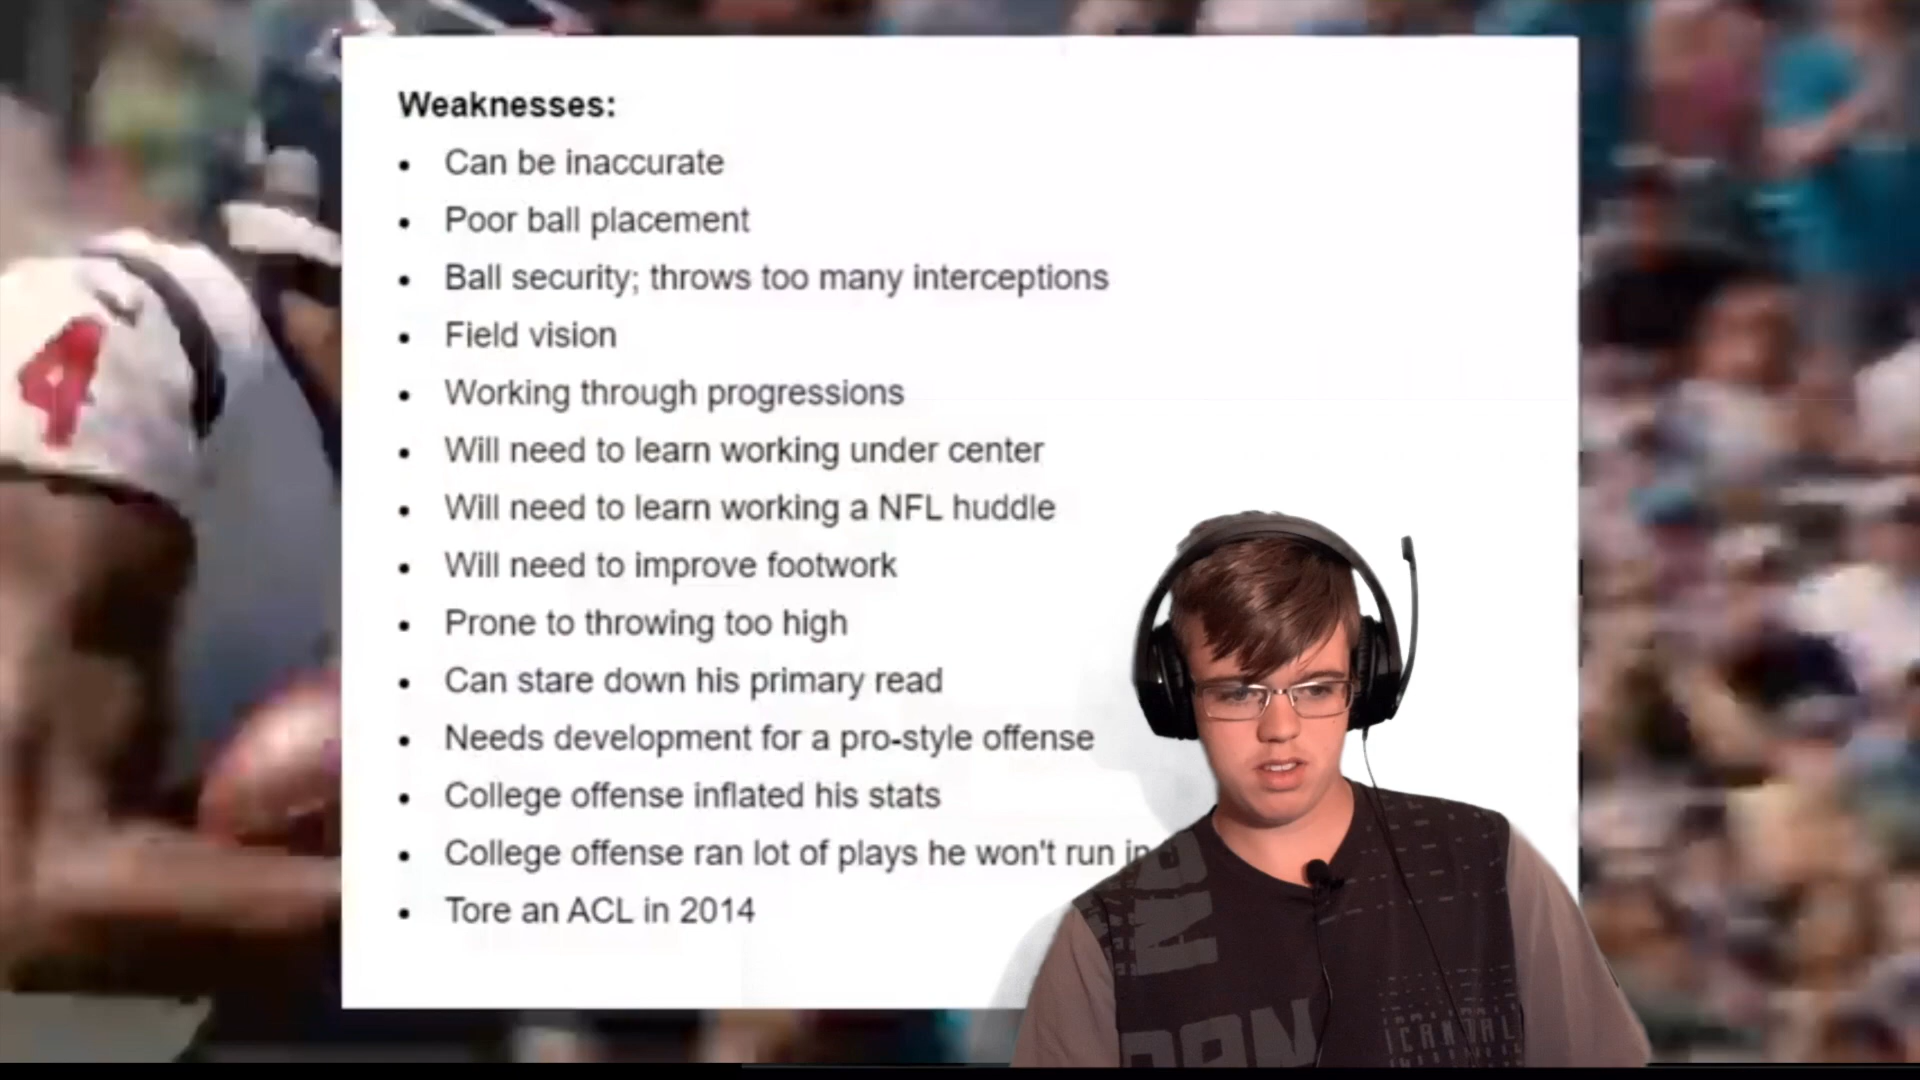 Weaknesses:
• Can be inaccurate
• Poor ball placement
• Ball security; throws too many interceptions
• Field vision
• Working through progressions
• Will need to learn working under center
• Will need to learn working a NFL huddle
• Will need to improve footwork
• Prone to throwing too high
• Can stare down his primary read
• Needs development for a pro-style offense
• College offense inflated his stats
• College offense ran lot of plays he won't run in
• Tore an ACL in 2014
4